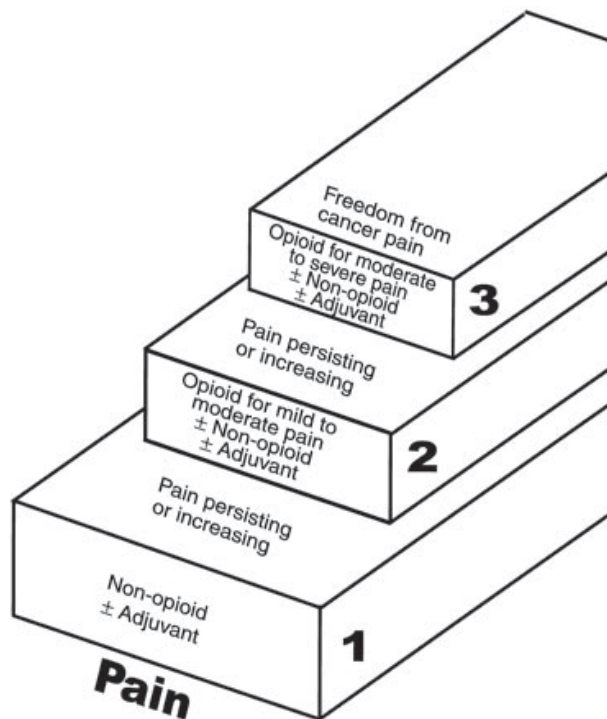 Freedom from
cancer pain
Opioid for moderate
to severe pain
± Non-opioid
± Adjuvant
3
Pain persisting
or increasing
Opioid for mild to
moderate pain
± Non-opioid
± Adjuvant
2
Pain persisting
or increasing
Non-opioid
± Adjuvant
1
Pain